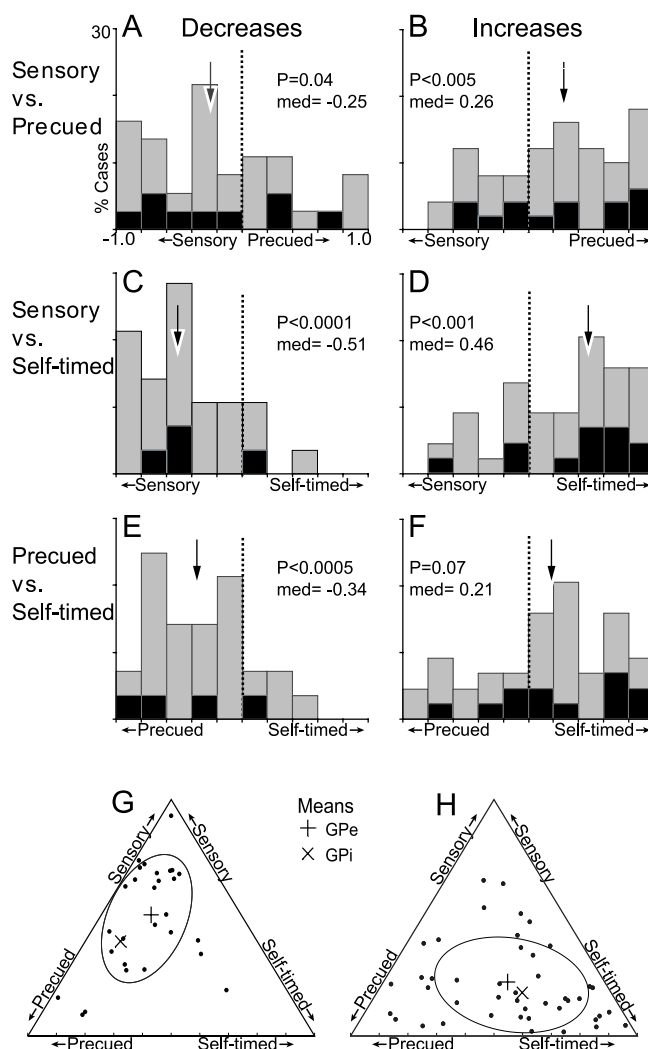 A Decreases B Increases
30
Sensory vs. Precued
% Cases
P=0.04
med= -0.25
P<0.005
med= 0.26
-1.0 ←Sensory Precued→ 1.0
←Sensory Precued→
C D
Sensory vs. Self-timed
P<0.0001
med= -0.51
P<0.001
med= 0.46
←Sensory Self-timed→
←Sensory Self-timed→
E F
Precued vs. Self-timed
P<0.0005
med= -0.34
P=0.07
med= 0.21
←Precued Self-timed→
←Precued Self-timed→
G H
Means
+ GPe
× GPi
Sensory→
←Sensory
←Precued
Self-timed→
←Precued Self-timed→
Sensory→
←Sensory
←Precued
Self-timed→
←Precued Self-timed→